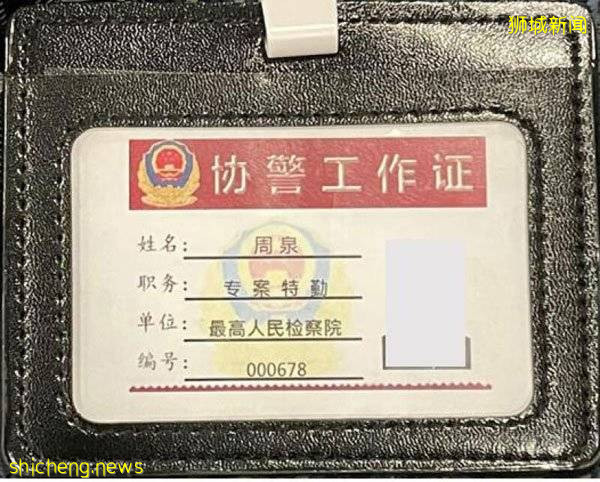 狮城新闻
协警工作证
姓名: 周泉
职务: 专案特勤
单位: 最高人民检察院
编号: 000678
shicheng.news